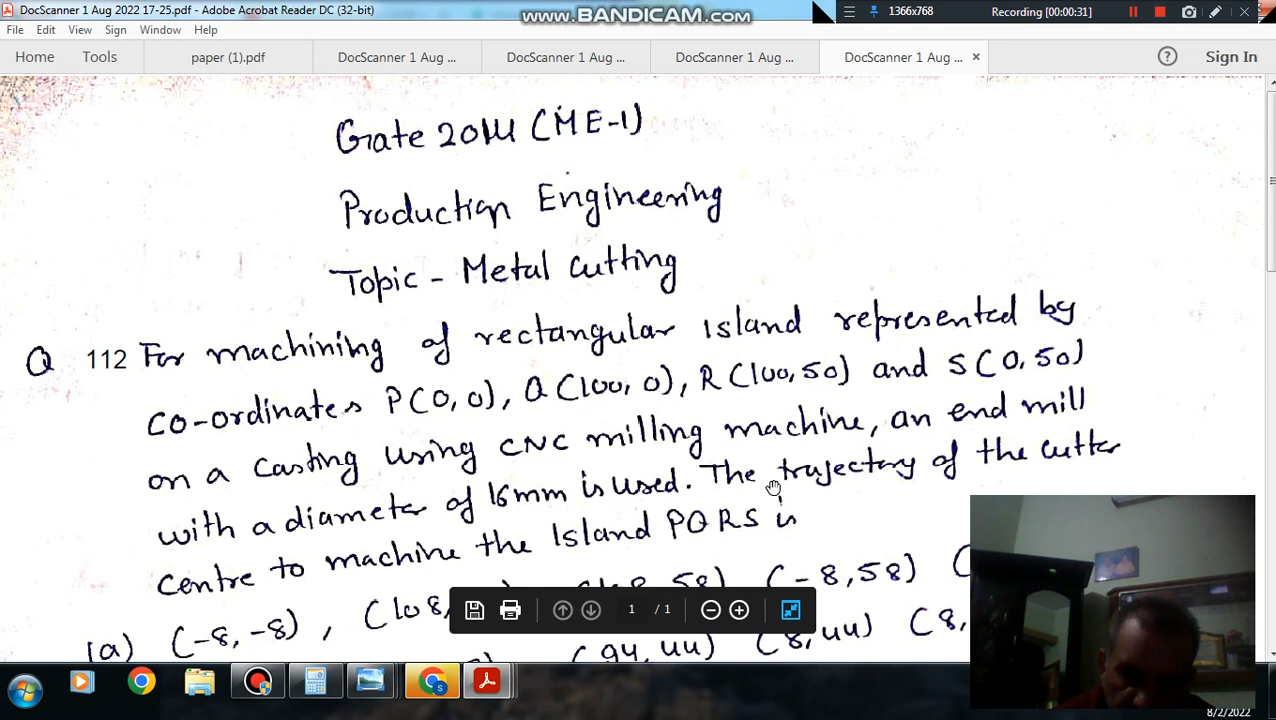 DocScanner 1 Aug 2022 17-25.pdf - Adobe Acrobat Reader DC (32-bit)
www.BANDICAM.com
1366x768
Recording [00:00:31]
File Edit View Sign Window Help
Home Tools paper (1).pdf DocScanner 1 Aug ... DocScanner 1 Aug ... DocScanner 1 Aug ... DocScanner 1 Aug ... × Sign In
Gate 2014 (ME-1)
Production Engineering
Topic - Metal Cutting
Q 112 For machining of rectangular island represented by
co-ordinates P(0,0), Q(100,0), R(100,50) and S(0,50)
on a casting using CNC milling machine, an end mill
with a diameter of 16mm is used. The trajectory of the cutter
centre to machine the Island PQRS is
(a) (-8,-8), (108, 58) (-8,58) (
(94,44) (8,44) (8,
1 / 1
8/2/2022